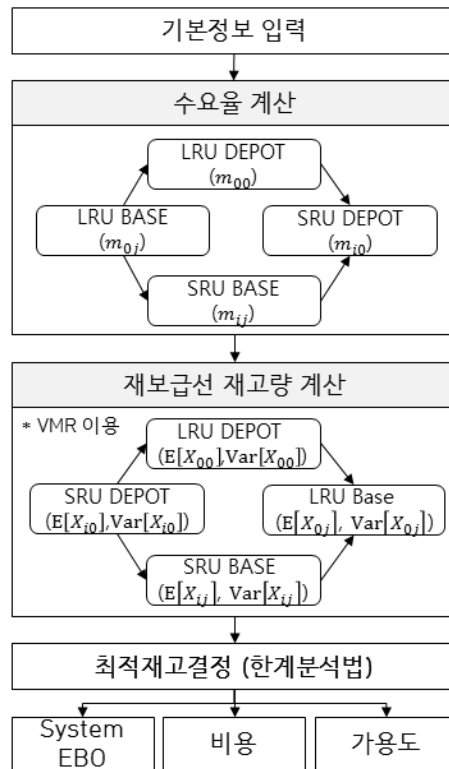 기본정보 입력
수요율 계산
LRU DEPOT
(m₀₀)
LRU BASE
(m₀ⱼ)
SRU DEPOT
(mᵢ₀)
SRU BASE
(mᵢⱼ)
재보급선 재고량 계산
* VMR 이용
LRU DEPOT
(E[X₀₀],Var[X₀₀])
SRU DEPOT
(E[Xᵢ₀],Var[Xᵢ₀])
LRU Base
(E[X₀ⱼ], Var[X₀ⱼ])
SRU BASE
(E[Xᵢⱼ], Var[Xᵢⱼ])
최적재고결정 (한계분석법)
System
EBO
비용
가용도